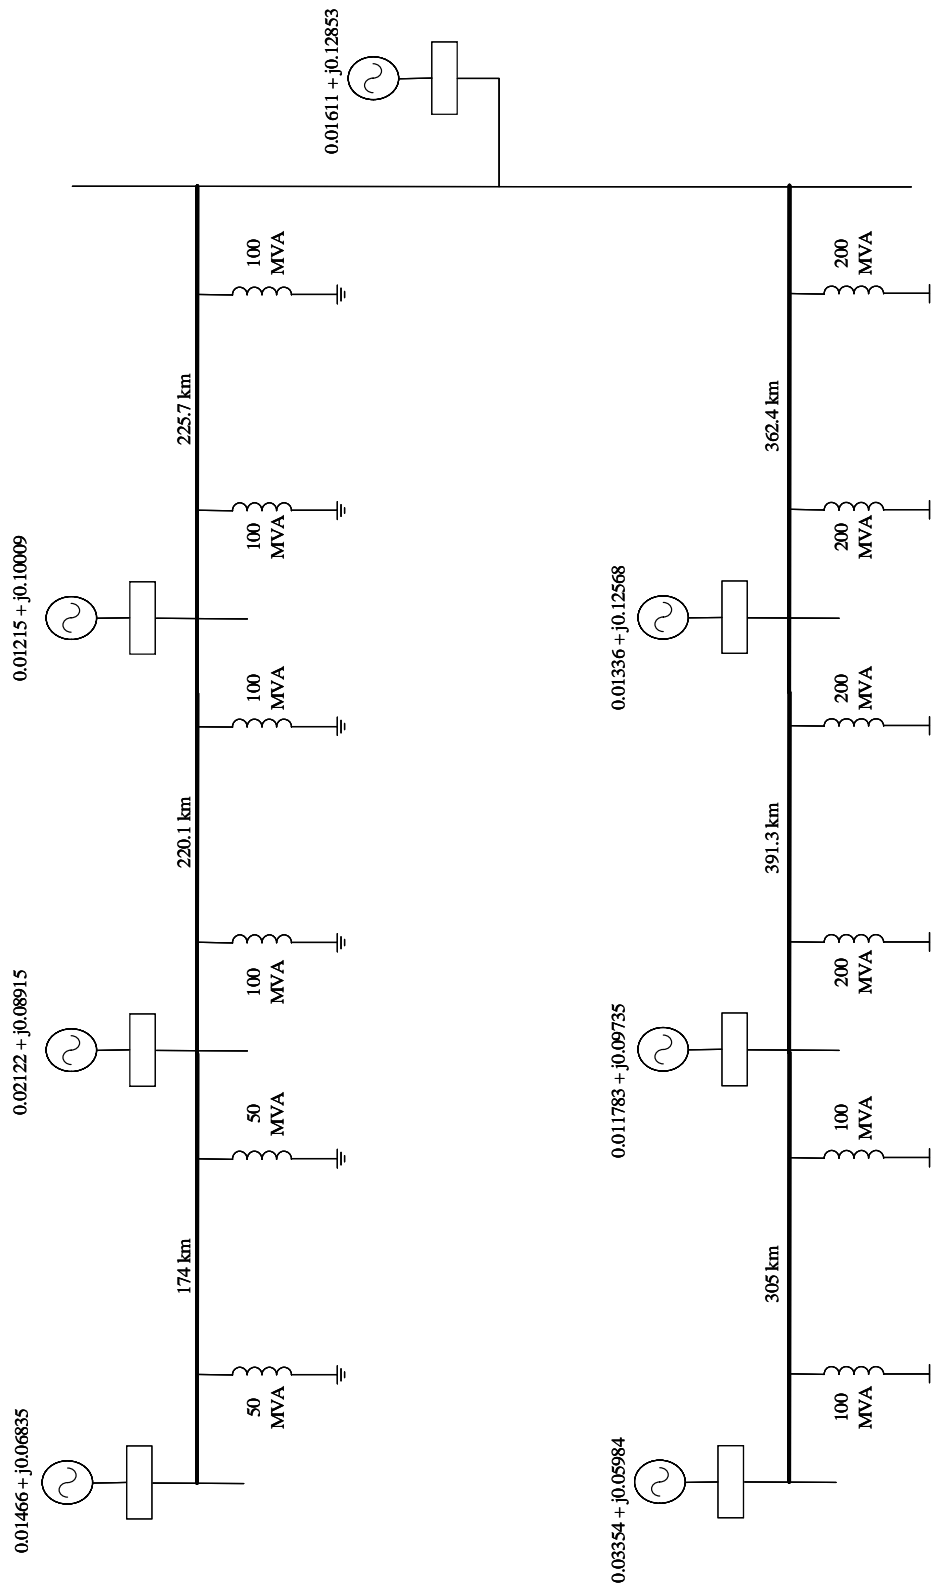 0.01611 + j0.12853
100
MVA
225.7 km
100
MVA
0.01215 + j0.10009
100
MVA
220.1 km
100
MVA
0.02122 + j0.08915
50
MVA
174 km
50
MVA
0.01466 + j0.06835
200
MVA
362.4 km
200
MVA
0.01336 + j0.12568
200
MVA
391.3 km
200
MVA
0.011783 + j0.09735
100
MVA
305 km
100
MVA
0.03354 + j0.05984